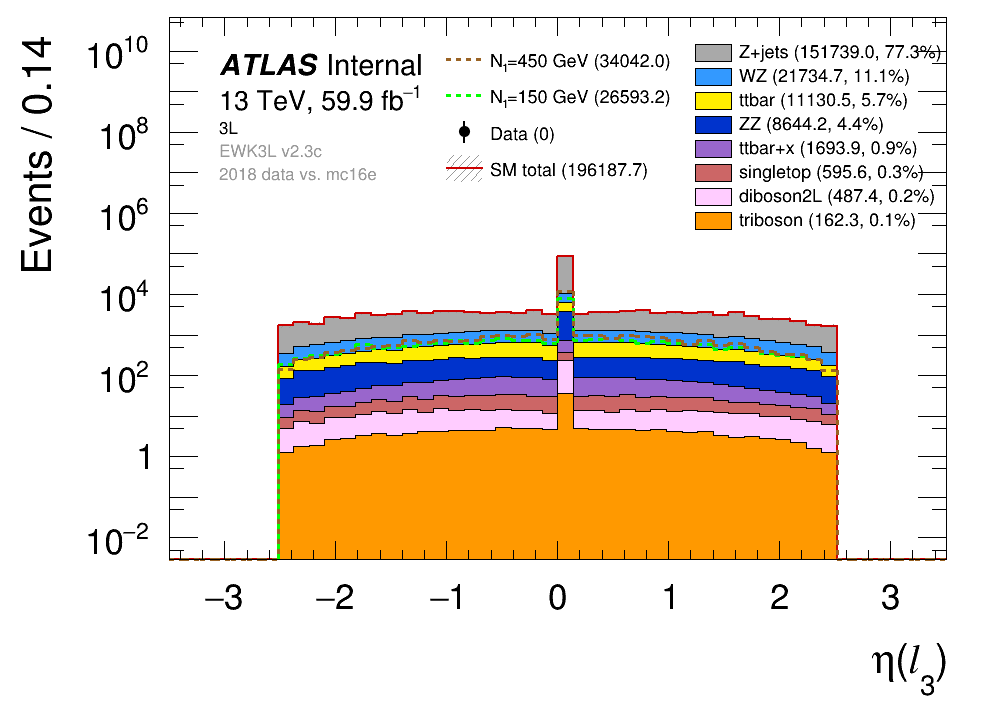 Events / 0.14
10¹⁰
10⁸
10⁶
10⁴
10²
1
10⁻²
ATLAS Internal
13 TeV, 59.9 fb⁻¹
3L
EWK3L v2.3c
2018 data vs. mc16e
N₁=450 GeV (34042.0)
N₁=150 GeV (26593.2)
Data (0)
SM total (196187.7)
Z+jets (151739.0, 77.3%)
WZ (21734.7, 11.1%)
ttbar (11130.5, 5.7%)
ZZ (8644.2, 4.4%)
ttbar+x (1693.9, 0.9%)
singletop (595.6, 0.3%)
diboson2L (487.4, 0.2%)
triboson (162.3, 0.1%)
−3 −2 −1 0 1 2 3
η(l₃)